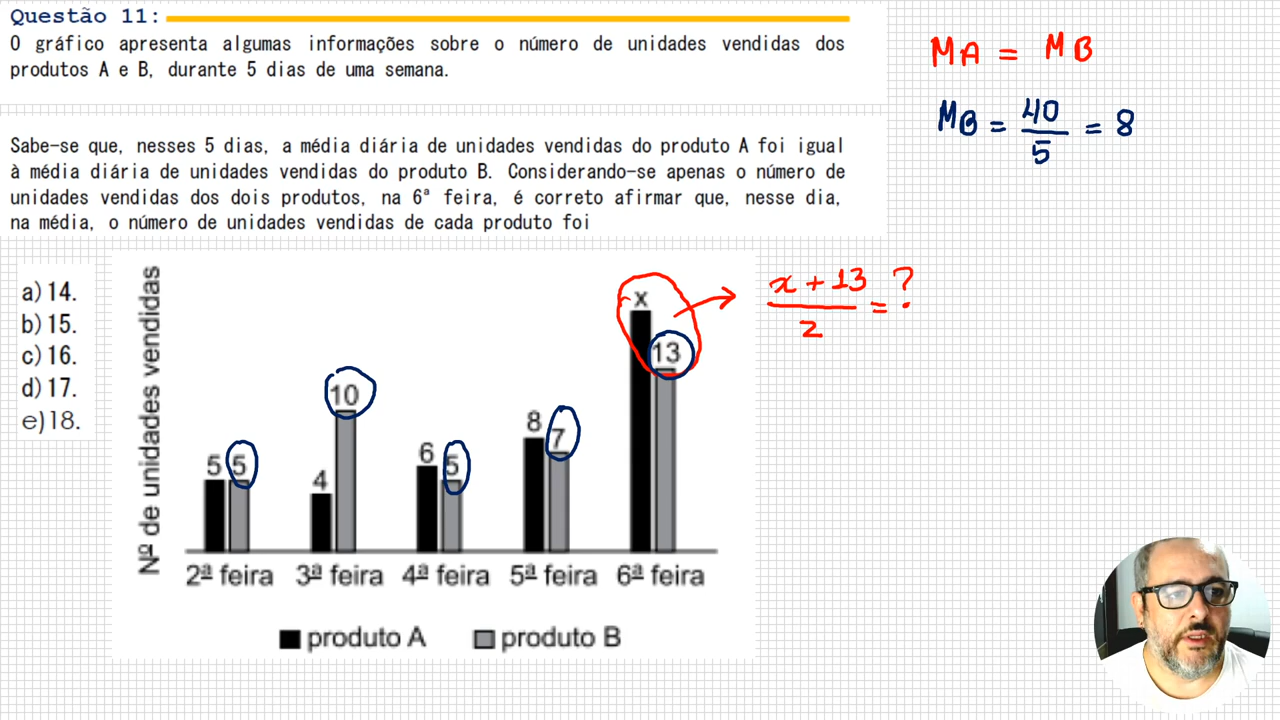 Questão 11:
O gráfico apresenta algumas informações sobre o número de unidades vendidas dos
produtos A e B, durante 5 dias de uma semana.
Sabe-se que, nesses 5 dias, a média diária de unidades vendidas do produto A foi igual
à média diária de unidades vendidas do produto B. Considerando-se apenas o número de
unidades vendidas dos dois produtos, na 6ª feira, é correto afirmar que, nesse dia,
na média, o número de unidades vendidas de cada produto foi
a) 14.
b) 15.
c) 16.
d) 17.
e) 18.
Nº de unidades vendidas
5 5
4 10
6 5
8 7
x 13
2ª feira 3ª feira 4ª feira 5ª feira 6ª feira
produto A produto B
MA = MB
MB = 40/5 = 8
x + 13
2
= ?